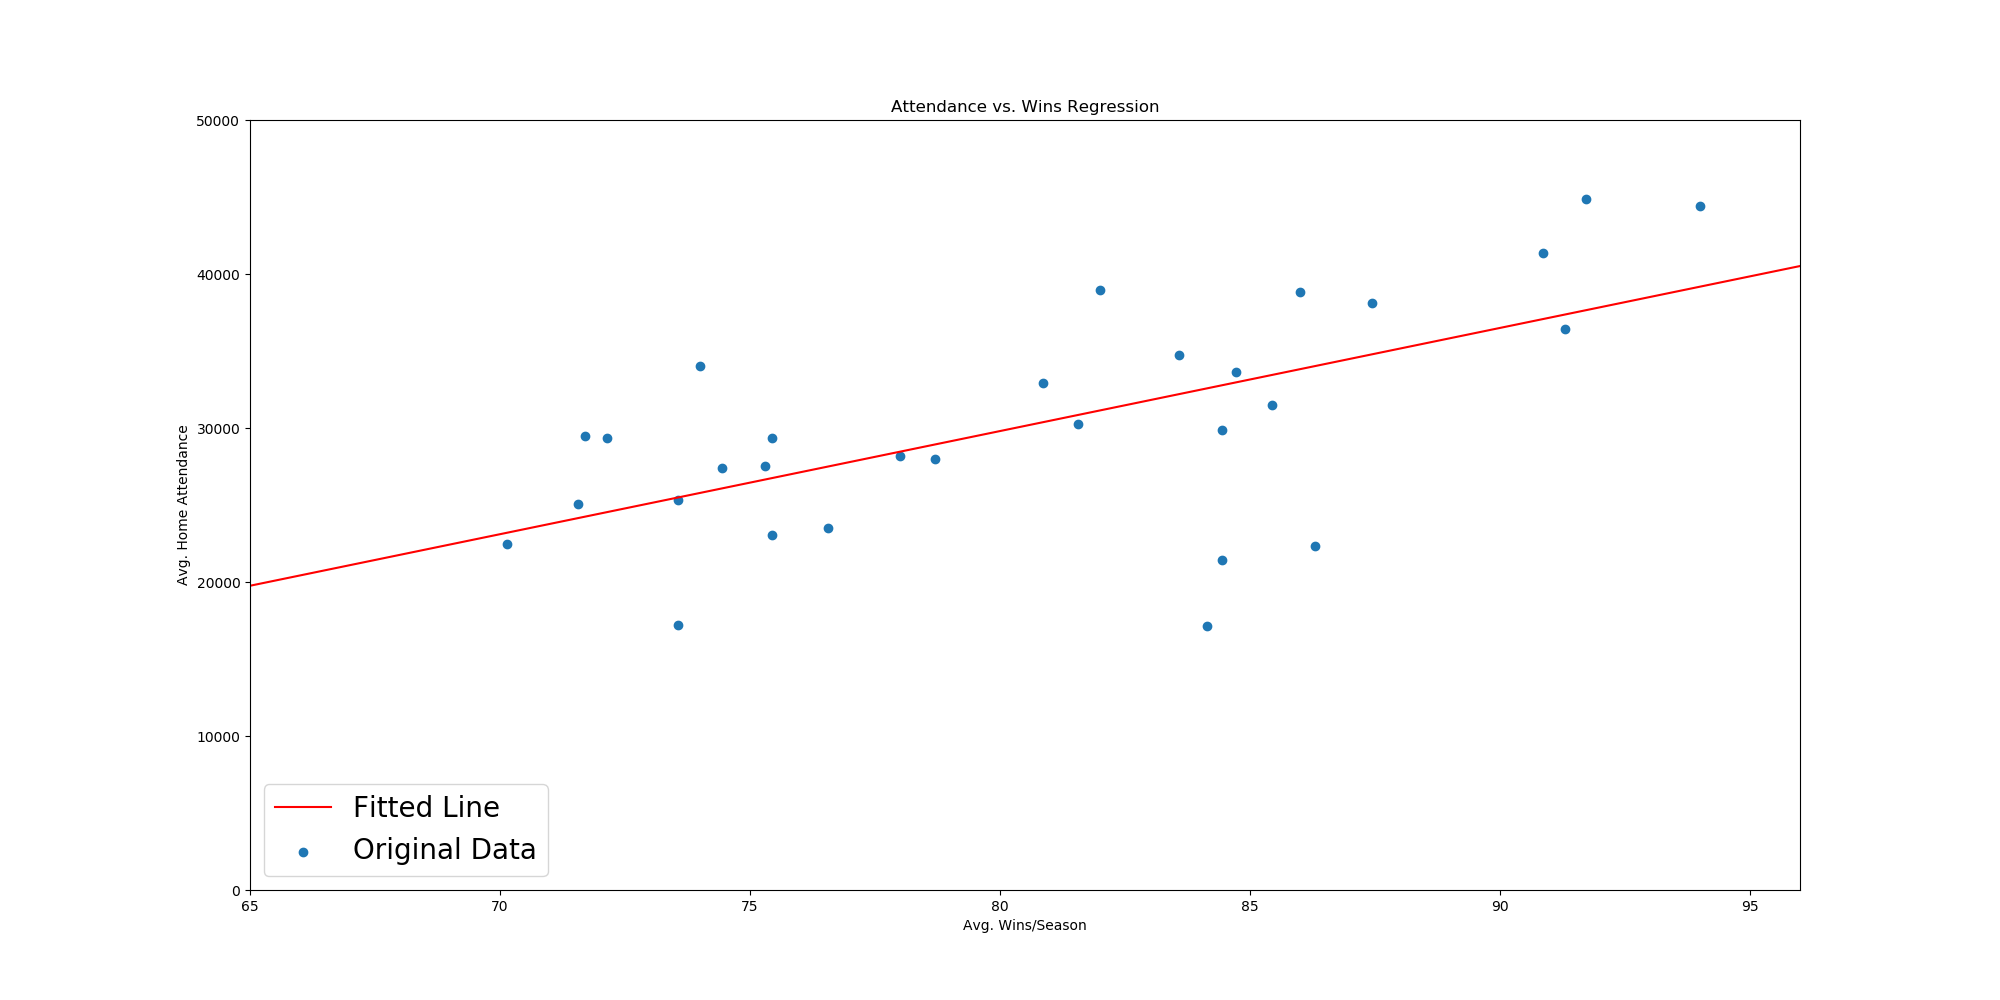 Attendance vs. Wins Regression
50000
40000
30000
20000
10000
0
Avg. Home Attendance
65 70 75 80 85 90 95
Avg. Wins/Season
Fitted Line
Original Data